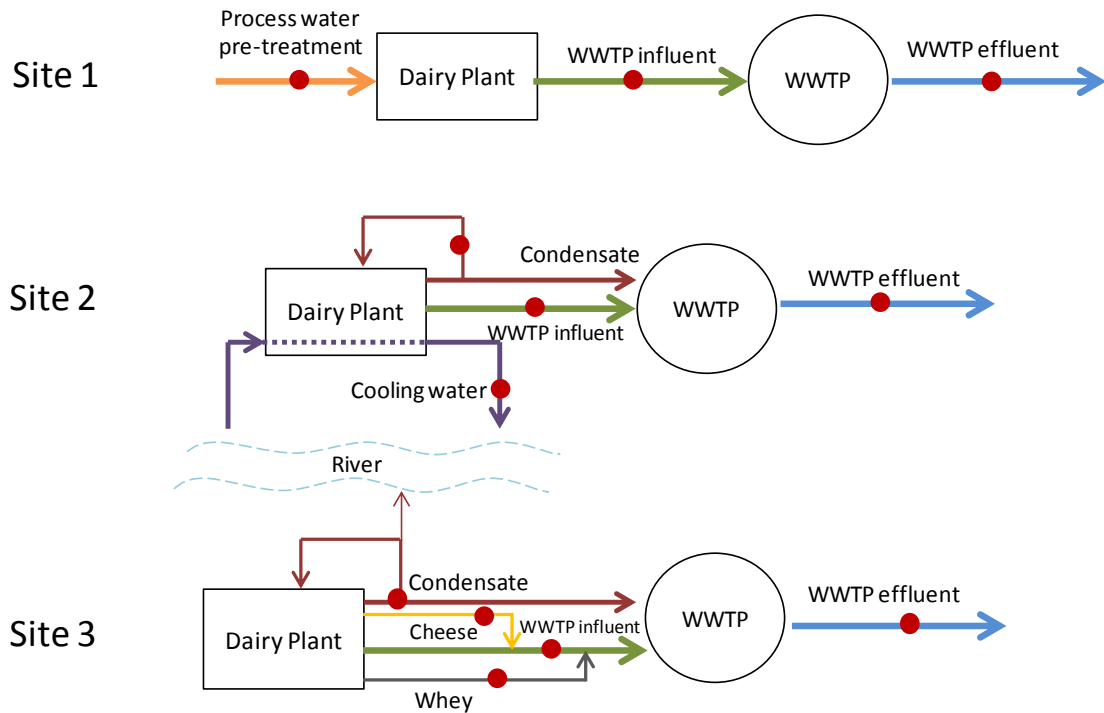 Site 1
Process water
pre-treatment
Dairy Plant
WWTP influent
WWTP
WWTP effluent
Site 2
Dairy Plant
Condensate
WWTP influent
Cooling water
WWTP
WWTP effluent
River
Site 3
Dairy Plant
Condensate
Cheese
WWTP influent
Whey
WWTP
WWTP effluent